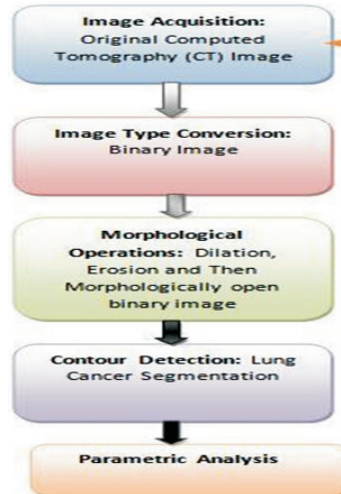 Image Acquisition:
Original Computed
Tomography (CT) Image
Image Type Conversion:
Binary Image
Morphological
Operations: Dilation,
Erosion and Then
Morphologically open
binary image
Contour Detection: Lung
Cancer Segmentation
Parametric Analysis